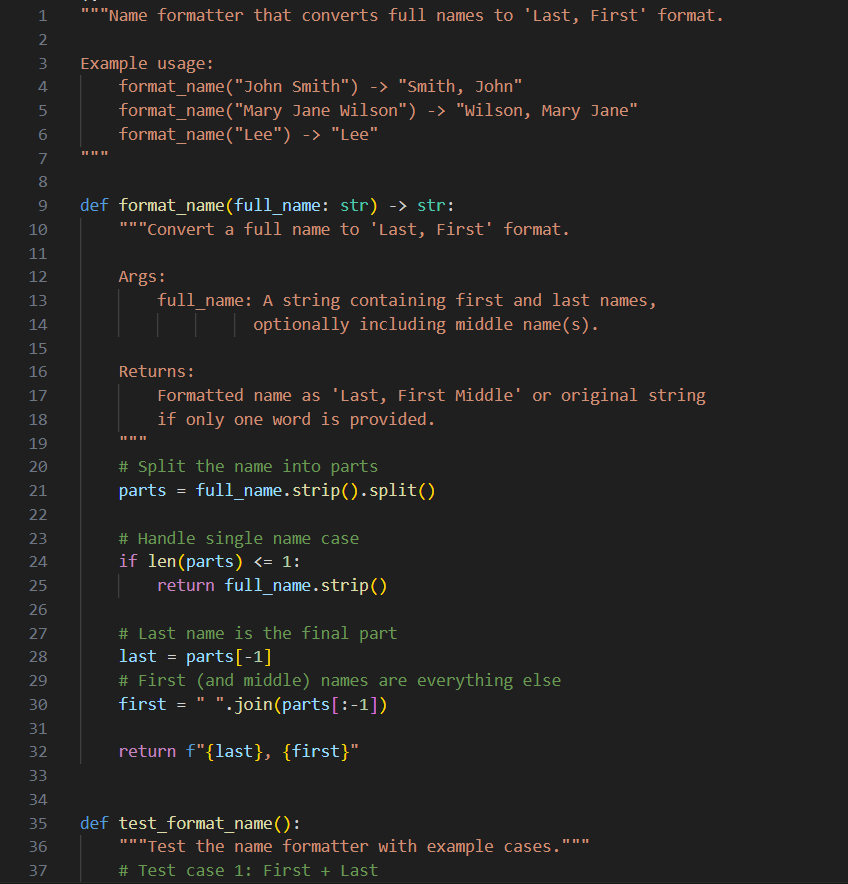 1 """Name formatter that converts full names to 'Last, First' format.
2
3 Example usage:
4     format_name("John Smith") -> "Smith, John"
5     format_name("Mary Jane Wilson") -> "Wilson, Mary Jane"
6     format_name("Lee") -> "Lee"
7 """
8
9 def format_name(full_name: str) -> str:
10     """Convert a full name to 'Last, First' format.
11
12     Args:
13         full_name: A string containing first and last names,
14                   optionally including middle name(s).
15
16     Returns:
17         Formatted name as 'Last, First Middle' or original string
18         if only one word is provided.
19     """
20     # Split the name into parts
21     parts = full_name.strip().split()
22
23     # Handle single name case
24     if len(parts) <= 1:
25         return full_name.strip()
26
27     # Last name is the final part
28     last = parts[-1]
29     # First (and middle) names are everything else
30     first = " ".join(parts[:-1])
31
32     return f"{last}, {first}"
33
34
35 def test_format_name():
36     """Test the name formatter with example cases."""
37     # Test case 1: First + Last